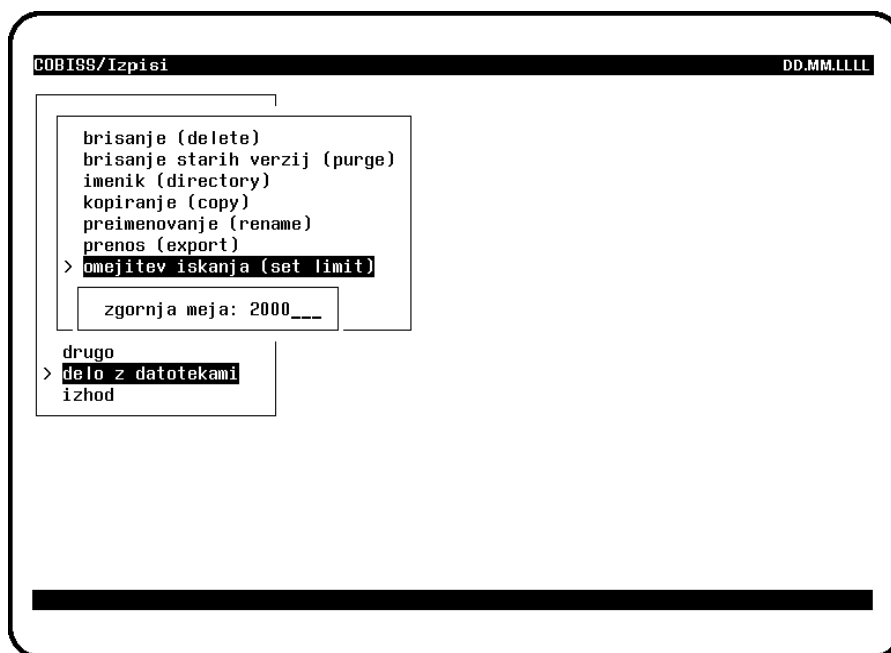 COBISS/Izpisi DD.MM.LLLL
brisanje (delete)
brisanje starih verzij (purge)
imenik (directory)
kopiranje (copy)
preimenovanje (rename)
prenos (export)
> omejitev iskanja (set limit)
zgornja meja: 2000___
drugo
> delo z datotekami
izhod